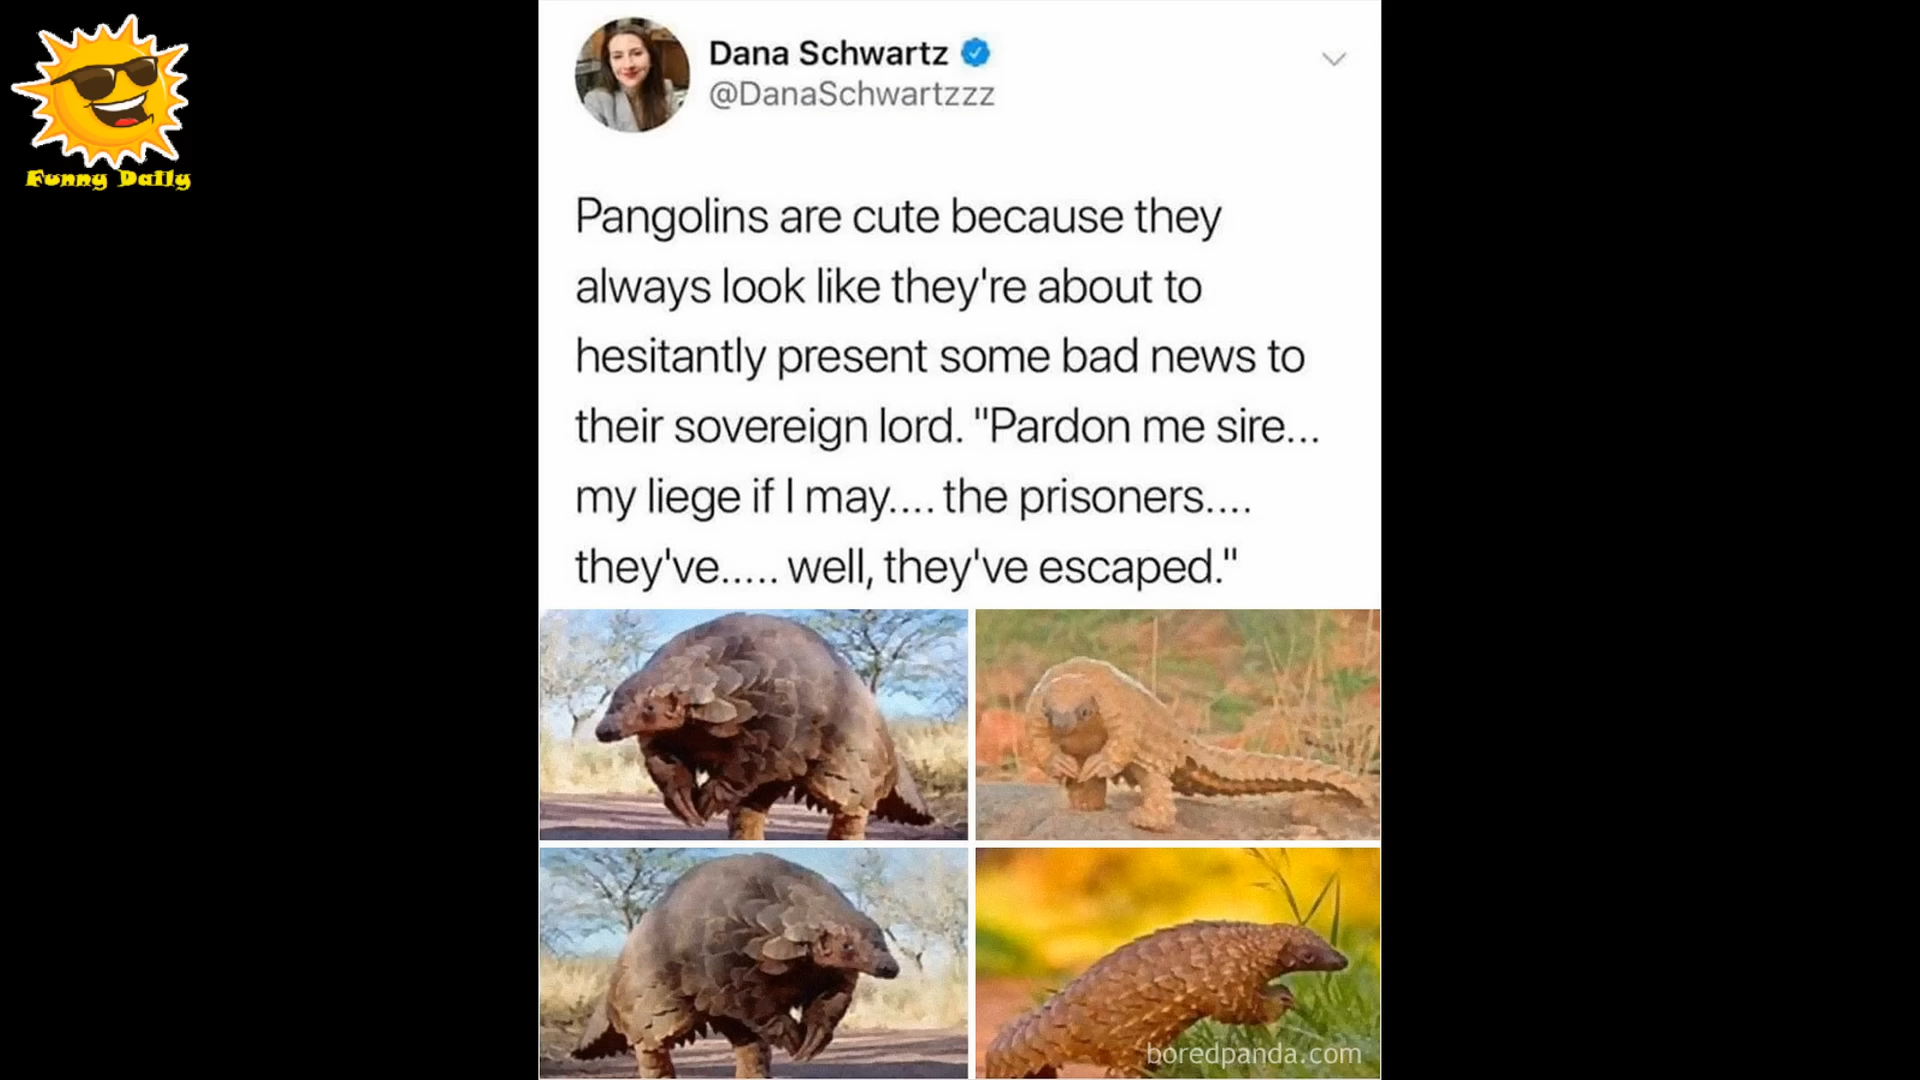 Funny Daily
Dana Schwartz
@DanaSchwartzzz
Pangolins are cute because they
always look like they're about to
hesitantly present some bad news to
their sovereign lord. "Pardon me sire...
my liege if I may.... the prisoners....
they've..... well, they've escaped."
boredpanda.com